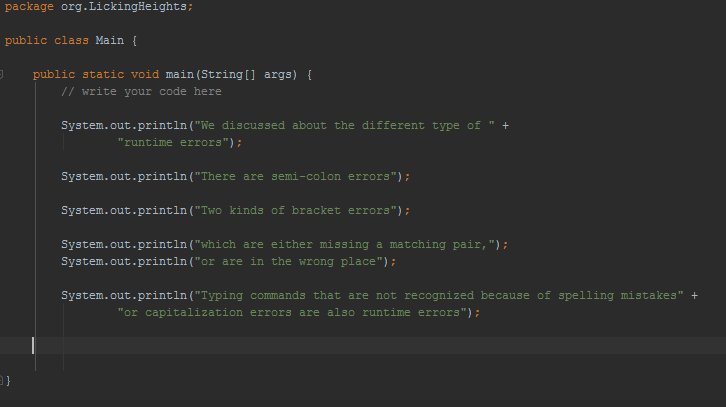 package org.LickingHeights;
public class Main {
public static void main(String[] args) {
// write your code here
System.out.println("We discussed about the different type of " +
"runtime errors");
System.out.println("There are semi-colon errors");
System.out.println("Two kinds of bracket errors");
System.out.println("which are either missing a matching pair,");
System.out.println("or are in the wrong place");
System.out.println("Typing commands that are not recognized because of spelling mistakes" +
"or capitalization errors are also runtime errors");
}